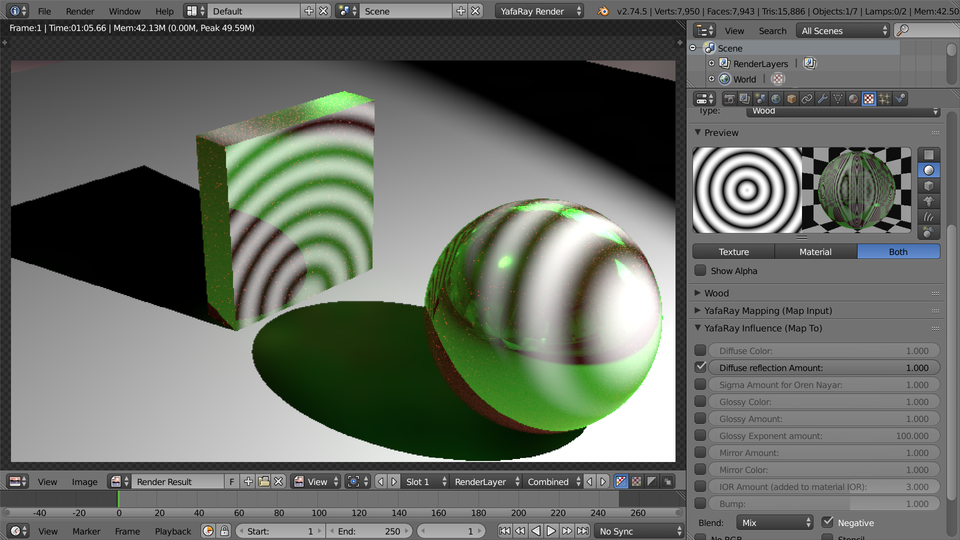 File Render Window Help Default Scene YafaRay Render v2.74.5 | Verts:7,950 | Faces:7,943 | Tris:15,886 | Objects:1/7 | Lamps:0/2 | Mem:42.50
Frame:1 | Time:01:05.66 | Mem:42.13M (0.00M, Peak 49.59M)
View Search All Scenes
Scene
RenderLayers
World
Type: Wood
Preview
Texture Material Both
Show Alpha
Wood
YafaRay Mapping (Map Input)
YafaRay Influence (Map To)
Diffuse Color: 1.000
Diffuse reflection Amount: 1.000
Sigma Amount for Oren Nayar: 1.000
Glossy Color: 1.000
Glossy Amount: 1.000
Glossy Exponent amount: 100.000
Mirror Amount: 1.000
Mirror Color: 1.000
IOR Amount (added to material IOR): 3.000
Bump: 1.000
Blend: Mix Negative
No RGB Stencil
View Image Render Result F View Slot 1 RenderLayer Combined
-40 -20 0 20 40 60 80 100 120 140 160 180 200 220 240 260
View Marker Frame Playback Start: 1 End: 250 1 No Sync